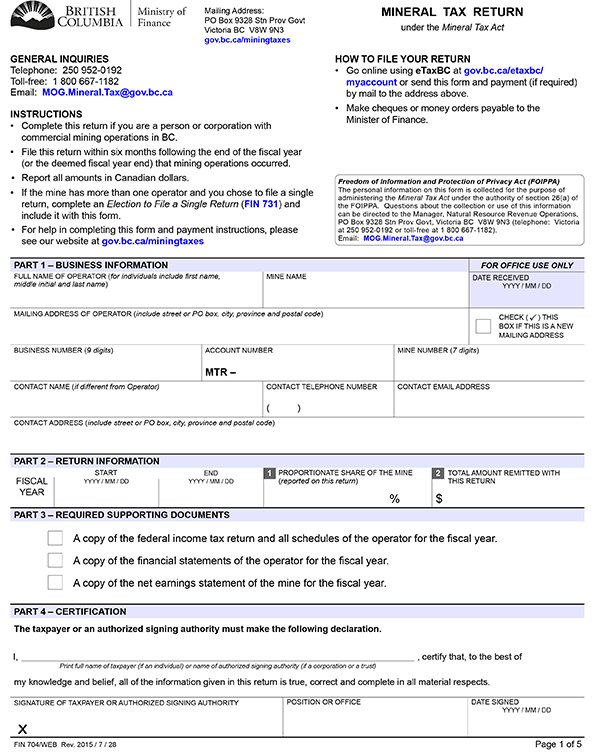 BRITISH
COLUMBIA
Ministry of
Finance
Mailing Address:
PO Box 9328 Stn Prov Govt
Victoria BC V8W 9N3
gov.bc.ca/miningtaxes
MINERAL TAX RETURN
under the Mineral Tax Act
GENERAL INQUIRIES
Telephone: 250 952-0192
Toll-free: 1 800 667-1182
Email: MOG.Mineral.Tax@gov.bc.ca
INSTRUCTIONS
• Complete this return if you are a person or corporation with
commercial mining operations in BC.
• File this return within six months following the end of the fiscal year
(or the deemed fiscal year end) that mining operations occurred.
• Report all amounts in Canadian dollars.
• If the mine has more than one operator and you chose to file a single
return, complete an Election to File a Single Return (FIN 731) and
include it with this form.
• For help in completing this form and payment instructions, please
see our website at gov.bc.ca/miningtaxes
HOW TO FILE YOUR RETURN
• Go online using eTaxBC at gov.bc.ca/etaxbc/
myaccount or send this form and payment (if required)
by mail to the address above.
• Make cheques or money orders payable to the
Minister of Finance.
Freedom of Information and Protection of Privacy Act (FOIPPA)
The personal information on this form is collected for the purpose of
administering the Mineral Tax Act under the authority of section 26(a) of
the FOIPPA. Questions about the collection or use of this information
can be directed to the Manager, Natural Resource Revenue Operations,
PO Box 9328 Stn Prov Govt, Victoria BC V8W 9N3 (telephone: Victoria
at 250 952-0192 or toll-free at 1 800 667-1182).
Email: MOG.Mineral.Tax@gov.bc.ca
PART 1 – BUSINESS INFORMATION
FOR OFFICE USE ONLY
FULL NAME OF OPERATOR (for individuals include first name,
middle initial and last name)
MINE NAME
DATE RECEIVED
YYYY / MM / DD
MAILING ADDRESS OF OPERATOR (include street or PO box, city, province and postal code)
CHECK (✓) THIS
BOX IF THIS IS A NEW
MAILING ADDRESS
BUSINESS NUMBER (9 digits)
ACCOUNT NUMBER
MTR –
MINE NUMBER (7 digits)
CONTACT NAME (if different from Operator)
CONTACT TELEPHONE NUMBER
( )
CONTACT EMAIL ADDRESS
CONTACT ADDRESS (include street or PO box, city, province and postal code)
PART 2 – RETURN INFORMATION
FISCAL
YEAR
START
YYYY / MM / DD
END
YYYY / MM / DD
1 PROPORTIONATE SHARE OF THE MINE
(reported on this return)
%
2 TOTAL AMOUNT REMITTED WITH
THIS RETURN
$
PART 3 – REQUIRED SUPPORTING DOCUMENTS
A copy of the federal income tax return and all schedules of the operator for the fiscal year.
A copy of the financial statements of the operator for the fiscal year.
A copy of the net earnings statement of the mine for the fiscal year.
PART 4 – CERTIFICATION
The taxpayer or an authorized signing authority must make the following declaration.
I, , certify that, to the best of
Print full name of taxpayer (if an individual) or name of authorized signing authority (if a corporation or a trust)
my knowledge and belief, all of the information given in this return is true, correct and complete in all material respects.
SIGNATURE OF TAXPAYER OR AUTHORIZED SIGNING AUTHORITY
X
POSITION OR OFFICE
DATE SIGNED
YYYY / MM / DD
FIN 704/WEB Rev. 2015 / 7 / 28
Page 1 of 5